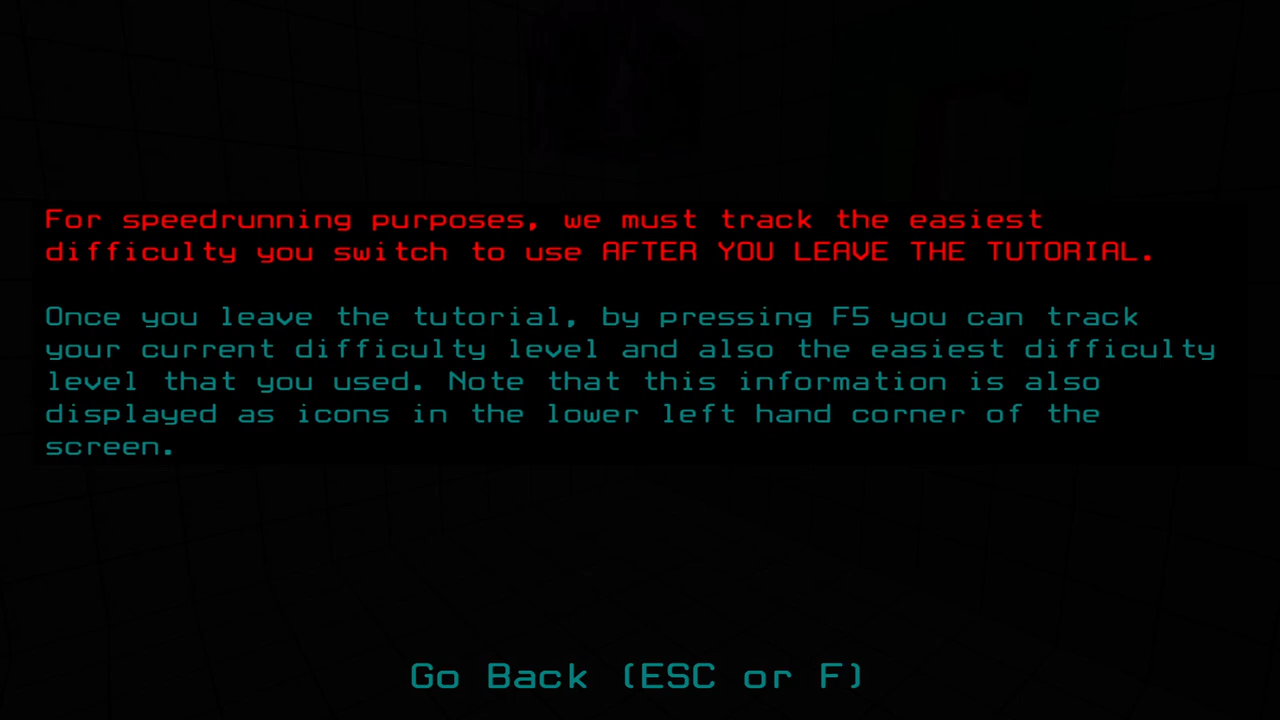 For speedrunning purposes, we must track the easiest
difficulty you switch to use AFTER YOU LEAVE THE TUTORIAL.
Once you leave the tutorial, by pressing F5 you can track
your current difficulty level and also the easiest difficulty
level that you used. Note that this information is also
displayed as icons in the lower left hand corner of the
screen.
Go Back (ESC or F)